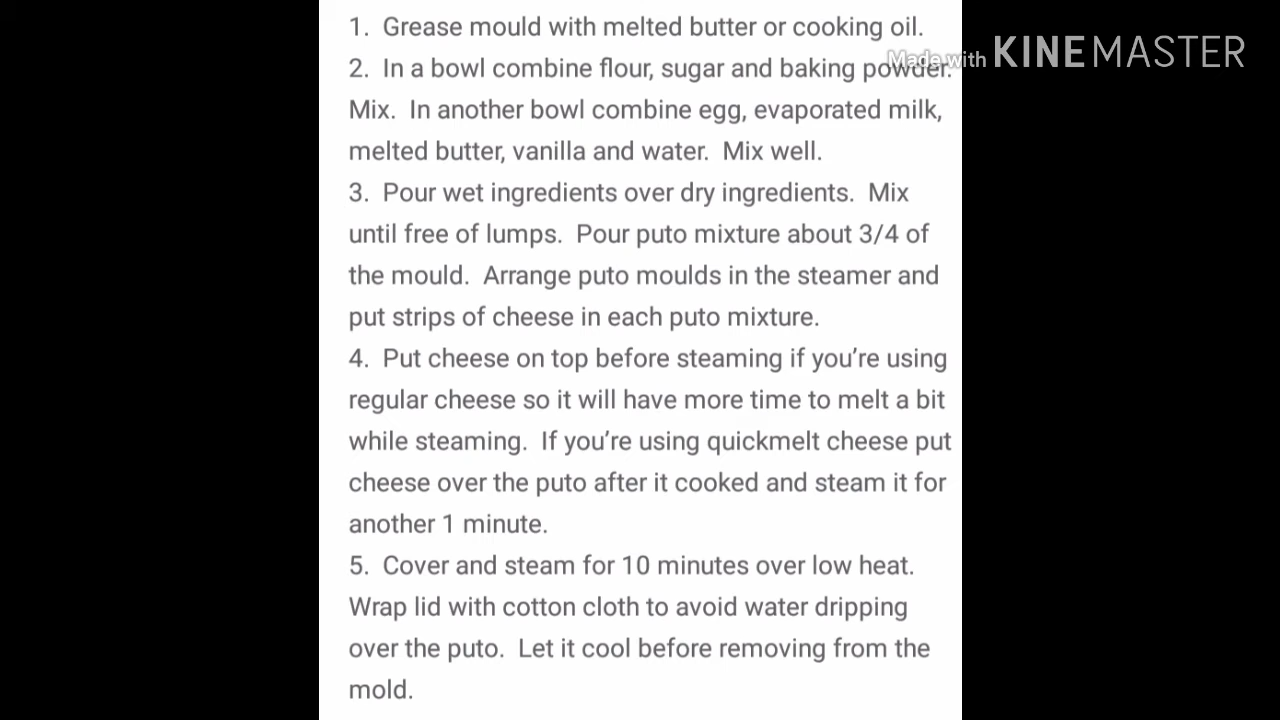 1.  Grease mould with melted butter or cooking oil.
Made with KINEMASTER
2.  In a bowl combine flour, sugar and baking powder.
Mix.  In another bowl combine egg, evaporated milk,
melted butter, vanilla and water.  Mix well.
3.  Pour wet ingredients over dry ingredients.  Mix
until free of lumps.  Pour puto mixture about 3/4 of
the mould.  Arrange puto moulds in the steamer and
put strips of cheese in each puto mixture.
4.  Put cheese on top before steaming if you’re using
regular cheese so it will have more time to melt a bit
while steaming.  If you’re using quickmelt cheese put
cheese over the puto after it cooked and steam it for
another 1 minute.
5.  Cover and steam for 10 minutes over low heat.
Wrap lid with cotton cloth to avoid water dripping
over the puto.  Let it cool before removing from the
mold.